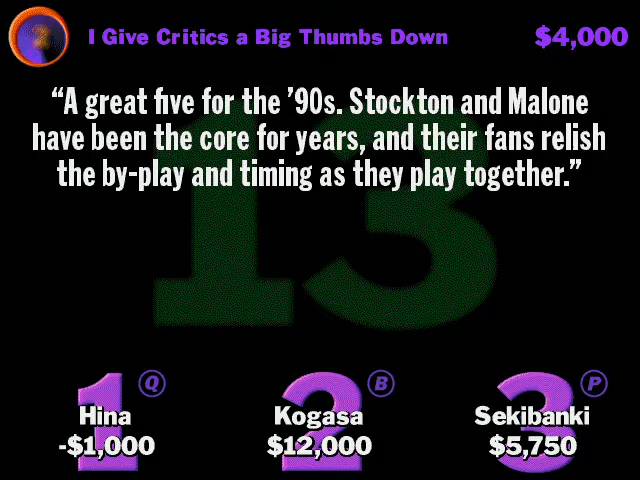 I Give Critics a Big Thumbs Down
$4,000
“A great five for the ’90s. Stockton and Malone
have been the core for years, and their fans relish
the by-play and timing as they play together.”
13
1 Q
Hina
-$1,000
2 B
Kogasa
$12,000
3 P
Sekibanki
$5,750